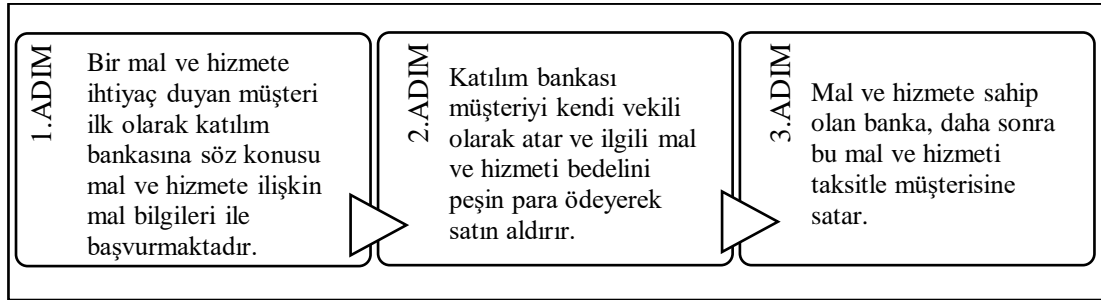 1.ADIM
Bir mal ve hizmete
ihtiyaç duyan müşteri
ilk olarak katılım
bankasına söz konusu
mal ve hizmete ilişkin
mal bilgileri ile
başvurmaktadır.
2.ADIM
Katılım bankası
müşteriyi kendi vekili
olarak atar ve ilgili mal
ve hizmeti bedelini
peşin para ödeyerek
satın aldırır.
3.ADIM
Mal ve hizmete sahip
olan banka, daha sonra
bu mal ve hizmeti
taksitle müşterisine
satar.